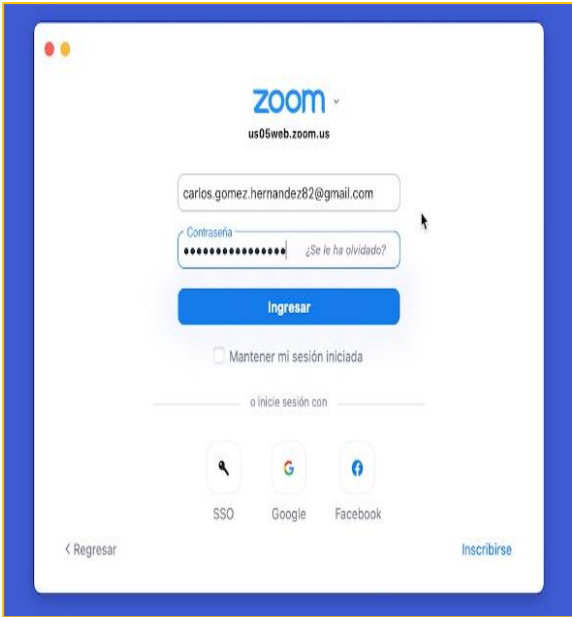 zoom
us05web.zoom.us
carlos.gomez.hernandez82@gmail.com
Contraseña
¿Se le ha olvidado?
Ingresar
Mantener mi sesión iniciada
o inicie sesión con
SSO Google Facebook
< Regresar Inscribirse